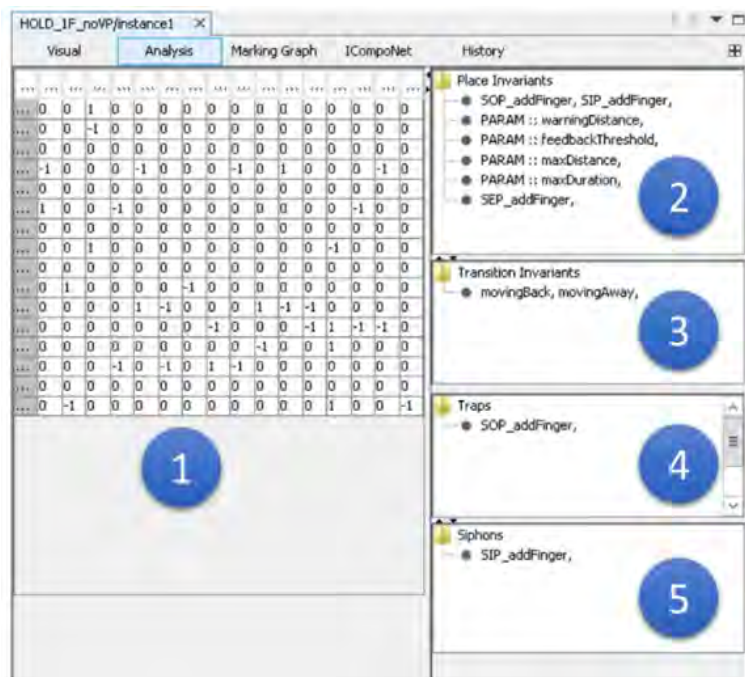 HOLD_1F_noVP/instance1
Visual Analysis Marking Graph ICompoNet History
... ... ... ... ... ... ... ... ... ... ... ... ... ... ... ... ...
... 0 0 1 0 0 0 0 0 0 0 0 0 0 0 0 0
... 0 0 -1 0 0 0 0 0 0 0 0 0 0 0 0 0
... 0 0 0 0 0 0 0 0 0 0 0 0 0 0 0 0
... -1 0 0 0 -1 0 0 0 -1 0 1 0 0 0 -1 0
... 0 0 0 0 0 0 0 0 0 0 0 0 0 0 0 0
... 1 0 0 -1 0 0 0 0 0 0 0 0 0 -1 0 0
... 0 0 0 0 0 0 0 0 0 0 0 0 0 0 0 0
... 0 0 1 0 0 0 0 0 0 0 0 0 -1 0 0 0
... 0 0 0 0 0 0 0 0 0 0 0 0 0 0 0 0
... 0 1 0 0 0 0 -1 0 0 0 0 0 0 0 0 0
... 0 0 0 0 1 -1 0 0 0 1 -1 -1 0 0 0 0
... 0 0 0 0 0 0 0 -1 0 0 0 -1 1 -1 -1 0
... 0 0 0 0 0 0 0 0 0 -1 0 0 1 0 0 0
... 0 0 0 -1 0 -1 0 1 -1 0 0 0 0 0 0 0
... 0 0 0 0 0 0 0 0 0 0 0 0 0 0 0 0
... 0 -1 0 0 0 0 0 0 0 0 0 0 1 0 0 -1
1
Place Invariants
SOP_addFinger, SIP_addFinger,
PARAM :: warningDistance,
PARAM :: feedbackThreshold,
PARAM :: maxDistance,
PARAM :: maxDuration,
SEP_addFinger,
2
Transition Invariants
movingBack, movingAway,
3
Traps
SOP_addFinger,
4
Siphons
SIP_addFinger,
5